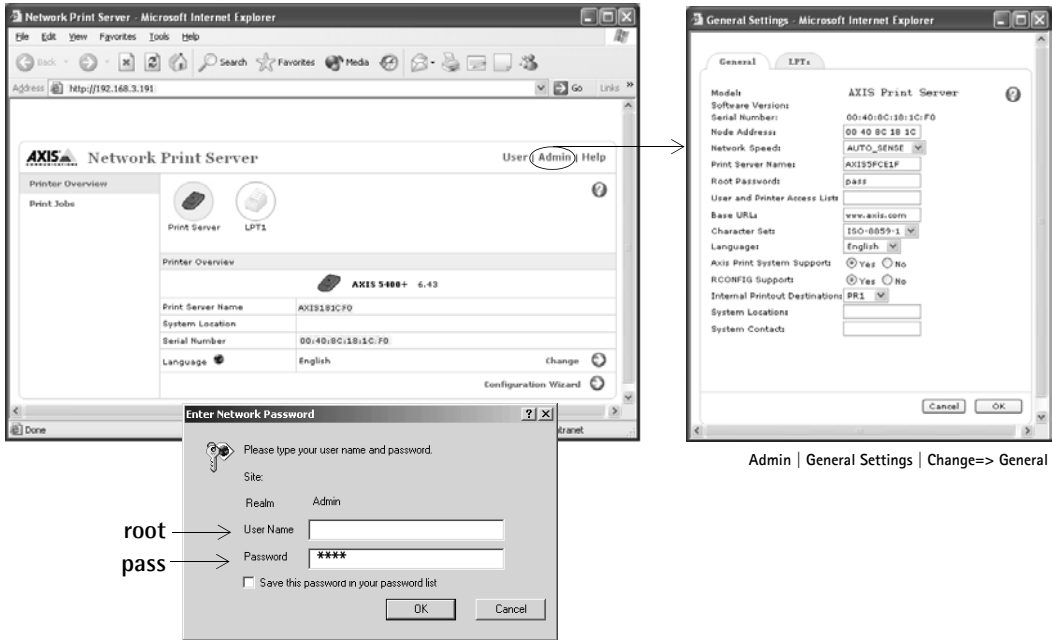 Network Print Server - Microsoft Internet Explorer
File Edit View Favorites Tools Help
Back Search Favorites Media
Address http://192.168.3.191 Go Links »
AXIS COMMUNICATIONS Network Print Server User | Admin | Help
Printer Overview
Print Jobs
Print Server LPT1
Printer Overview
AXIS 5400+ 6.43
Print Server Name AXIS181CF0
System Location
Serial Number 00:40:8C:18:1C:F0
Language English Change
Configuration Wizard
Done
Enter Network Password
Please type your user name and password.
Site:
Realm Admin
root User Name
pass Password ****
Save this password in your password list
OK Cancel
General Settings - Microsoft Internet Explorer
General LPT1
Model: AXIS Print Server
Software Version:
Serial Number: 00:40:8C:18:1C:F0
Node Address: 00 40 8C 18 1C
Network Speed: AUTO_SENSE
Print Server Name: AXIS5FCE1F
Root Password: pass
User and Printer Access List:
Base URL: www.axis.com
Character Set: ISO-8859-1
Language: English
Axis Print System Support: Yes No
RCONFIG Support: Yes No
Internal Printout Destination: PR1
System Location:
System Contact:
Cancel OK
Admin | General Settings | Change=> General